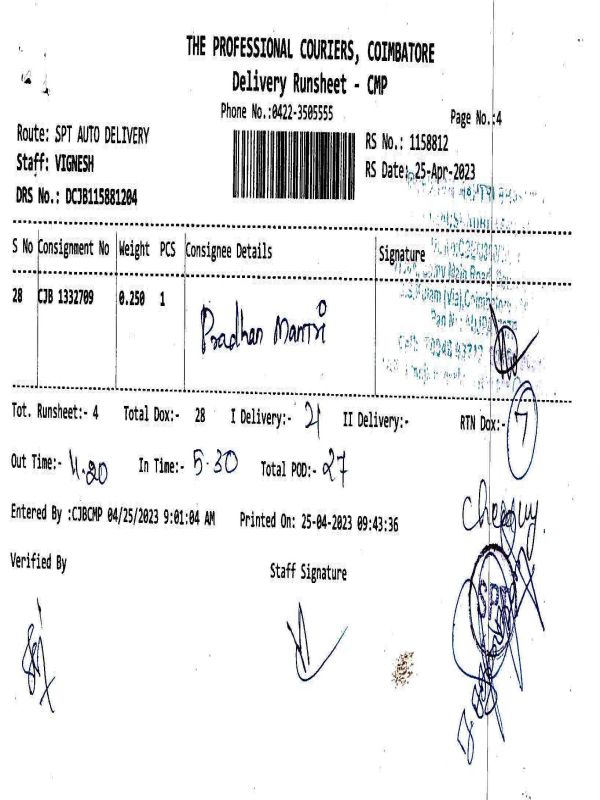 THE PROFESSIONAL COURIERS, COIMBATORE
Delivery Runsheet - CMP
Phone No.:0422-3505555
Page No.:4
Route: SPT AUTO DELIVERY
RS No.: 1158812
Staff: VIGNESH
RS Date: 25-Apr-2023
DRS No.: DCJB115881204
S No Consignment No Weight PCS Consignee Details Signature
28 CJB 1332709 0.250 1 Pradhan Mantri
Tot. Runsheet:- 4 Total Dox:- 28 I Delivery:- 21 II Delivery:- RTN Dox:- 7
Out Time:- 4.20 In Time:- 5.30 Total POD:- 27
Entered By :CJBCMP 04/25/2023 9:01:04 AM Printed On: 25-04-2023 09:43:36
Verified By
Staff Signature
SPT